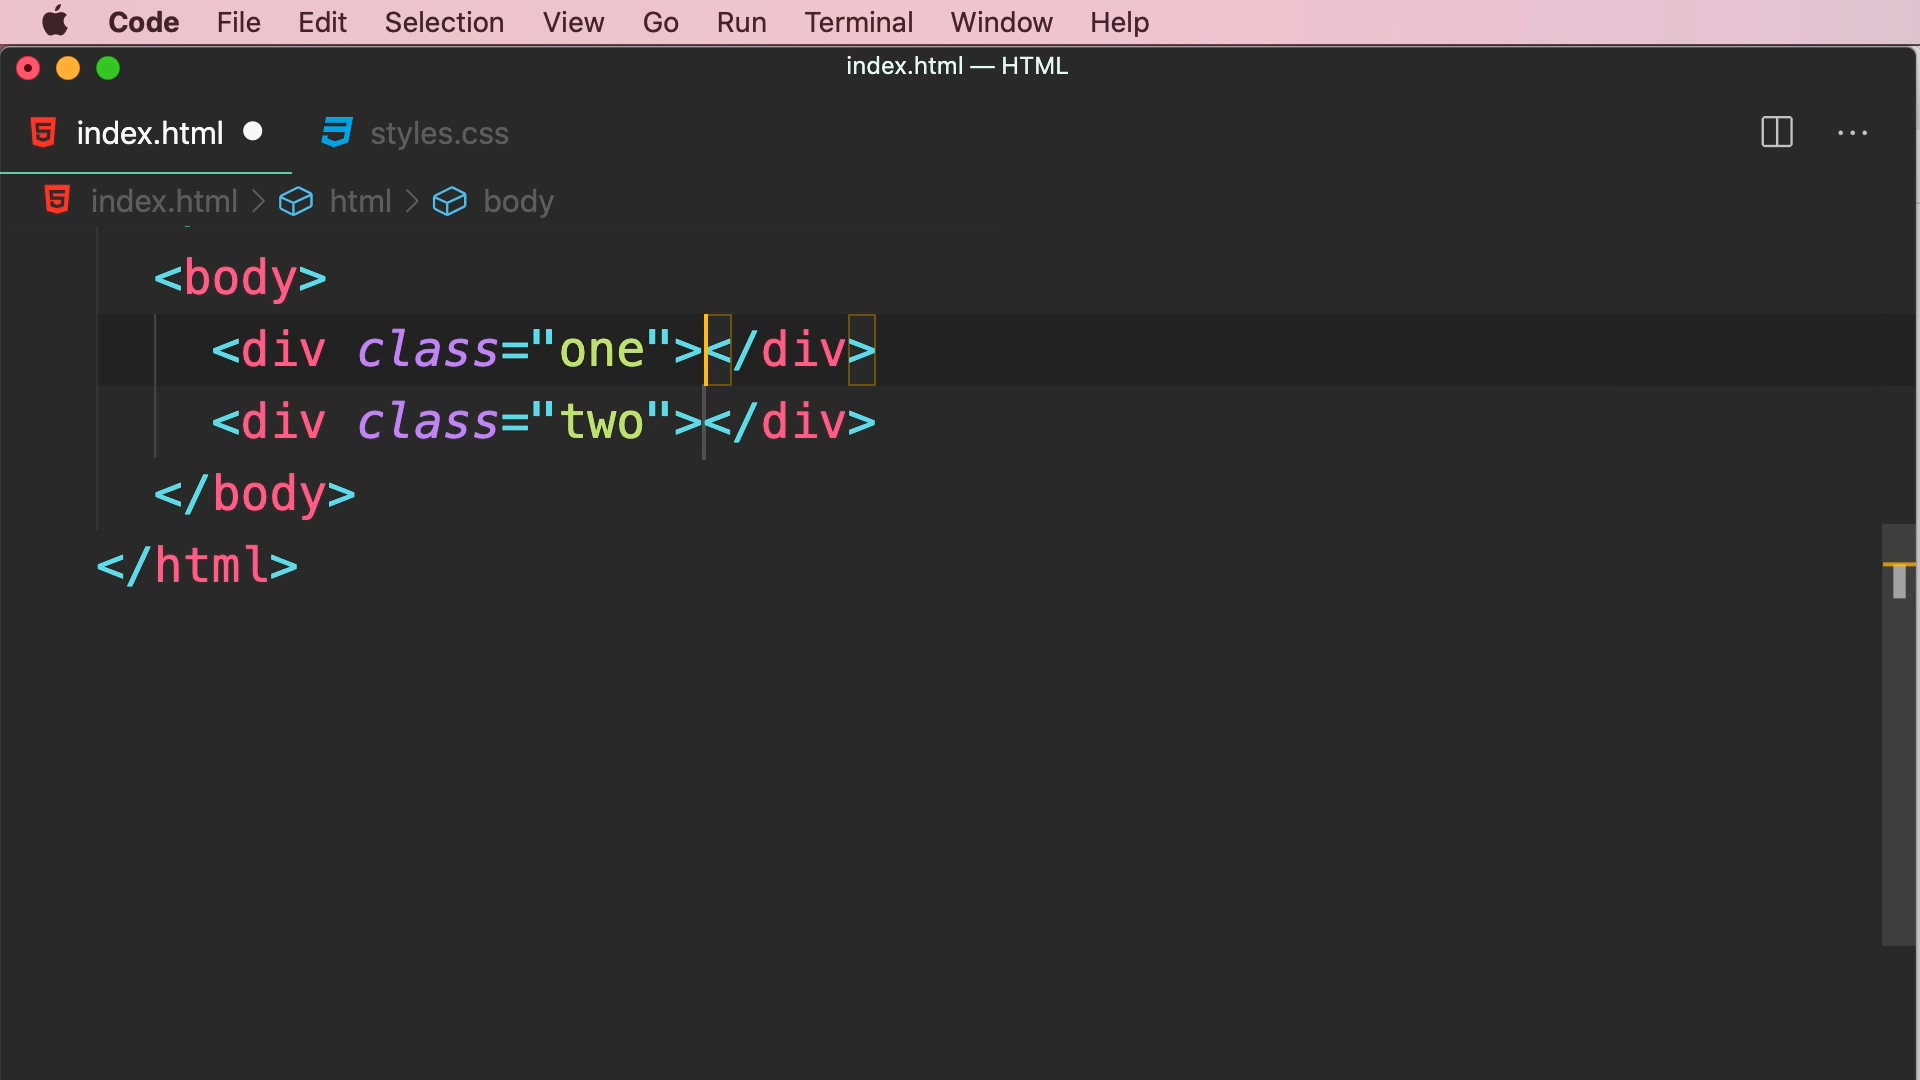 Code File Edit Selection View Go Run Terminal Window Help
index.html — HTML
index.html styles.css
index.html > html > body
<body>
<div class="one"></div>
<div class="two"></div>
</body>
</html>